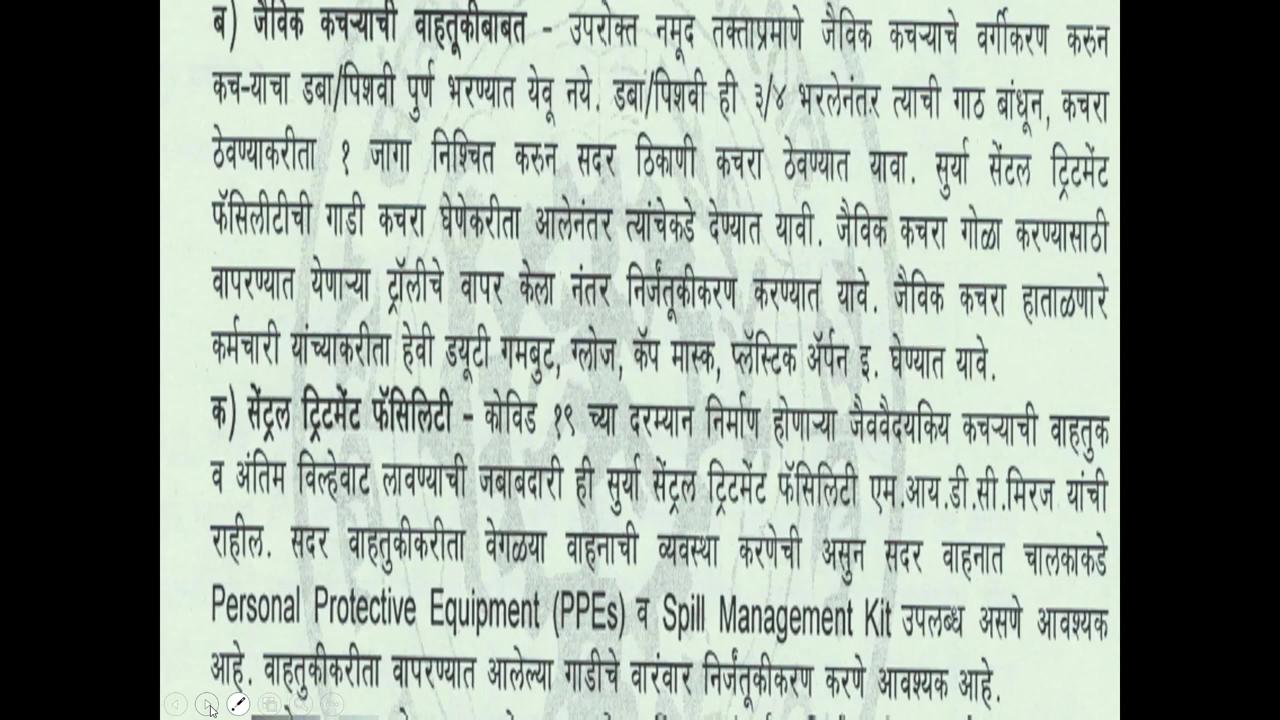 ब) जैविक कचऱ्याची वाहतूकीबाबत - उपरोक्त नमूद तक्ताप्रमाणे जैविक कचऱ्याचे वर्गीकरण करुन
कच-याचा डबा/पिशवी पुर्ण भरण्यात येवू नये. डबा/पिशवी ही ३/४ भरलेनंतर त्याची गाठ बांधून, कचरा
ठेवण्याकरीता १ जागा निश्चित करुन सदर ठिकाणी कचरा ठेवण्यात यावा. सुर्या सेंटल ट्रिटमेंट
फॅसिलीटीची गाडी कचरा घेणेकरीता आलेनंतर त्यांचेकडे देण्यात यावी. जैविक कचरा गोळा करण्यासाठी
वापरण्यात येणाऱ्या ट्रॉलीचे वापर केला नंतर निर्जंतूकीकरण करण्यात यावे. जैविक कचरा हाताळणारे
कर्मचारी यांच्याकरीता हेवी डयूटी गमबुट, ग्लोज, कॅप मास्क, प्लॅस्टिक ॲर्पन इ. घेण्यात यावे.
क) सेंट्रल ट्रिटमेंट फॅसिलिटी - कोविड १९ च्या दरम्यान निर्माण होणाऱ्या जैववैदयकिय कचऱ्याची वाहतुक
व अंतिम विल्हेवाट लावण्याची जबाबदारी ही सुर्या सेंट्रल ट्रिटमेंट फॅसिलिटी एम.आय.डी.सी.मिरज यांची
राहील. सदर वाहतुकीकरीता वेगळया वाहनाची व्यवस्था करणेची असुन सदर वाहनात चालकाकडे
Personal Protective Equipment (PPEs) व Spill Management Kit उपलब्ध असणे आवश्यक
आहे. वाहतुकीकरीता वापरण्यात आलेल्या गाडीचे वारंवार निर्जंतूकीकरण करणे आवश्यक आहे.